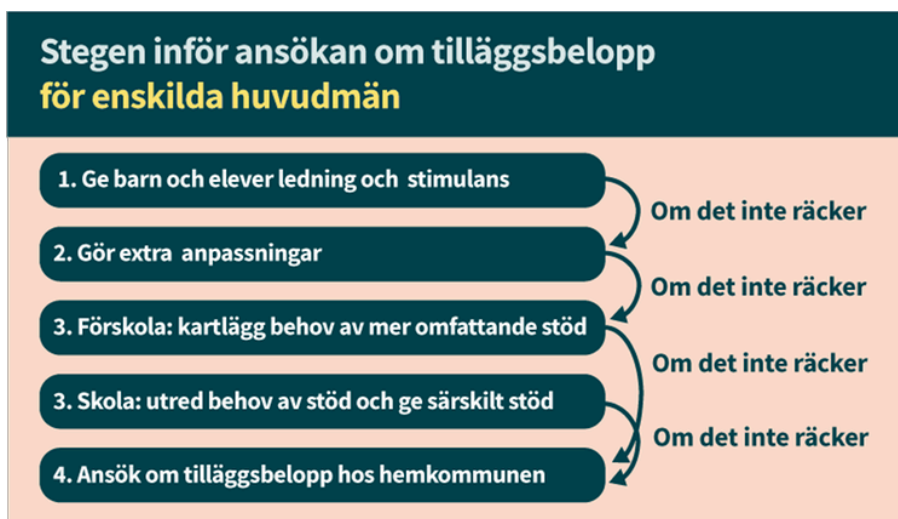 Stegen inför ansökan om tilläggsbelopp
för enskilda huvudmän
1. Ge barn och elever ledning och stimulans
Om det inte räcker
2. Gör extra anpassningar
Om det inte räcker
3. Förskola: kartlägg behov av mer omfattande stöd
Om det inte räcker
3. Skola: utred behov av stöd och ge särskilt stöd
Om det inte räcker
4. Ansök om tilläggsbelopp hos hemkommunen